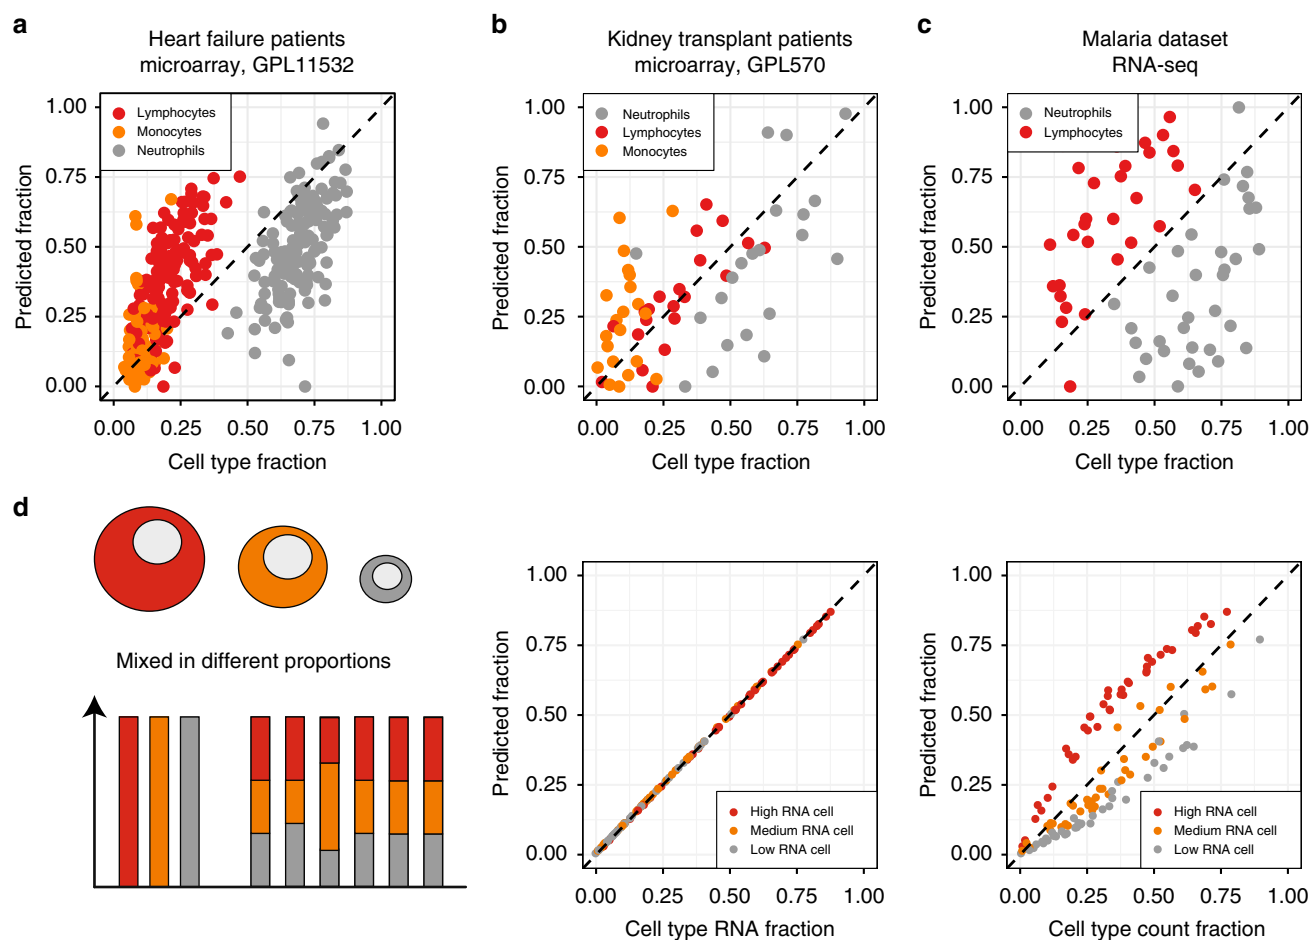 a
Heart failure patients
microarray, GPL11532
Lymphocytes
Monocytes
Neutrophils
1.00
0.75
0.50
0.25
0.00
Predicted fraction
0.00 0.25 0.50 0.75 1.00
Cell type fraction
b
Kidney transplant patients
microarray, GPL570
Neutrophils
Lymphocytes
Monocytes
1.00
0.75
0.50
0.25
0.00
Predicted fraction
0.00 0.25 0.50 0.75 1.00
Cell type fraction
c
Malaria dataset
RNA-seq
Neutrophils
Lymphocytes
1.00
0.75
0.50
0.25
0.00
Predicted fraction
0.00 0.25 0.50 0.75 1.00
Cell type fraction
d
Mixed in different proportions
1.00
0.75
0.50
0.25
0.00
Predicted fraction
High RNA cell
Medium RNA cell
Low RNA cell
0.00 0.25 0.50 0.75 1.00
Cell type RNA fraction
1.00
0.75
0.50
0.25
0.00
Predicted fraction
High RNA cell
Medium RNA cell
Low RNA cell
0.00 0.25 0.50 0.75 1.00
Cell type count fraction